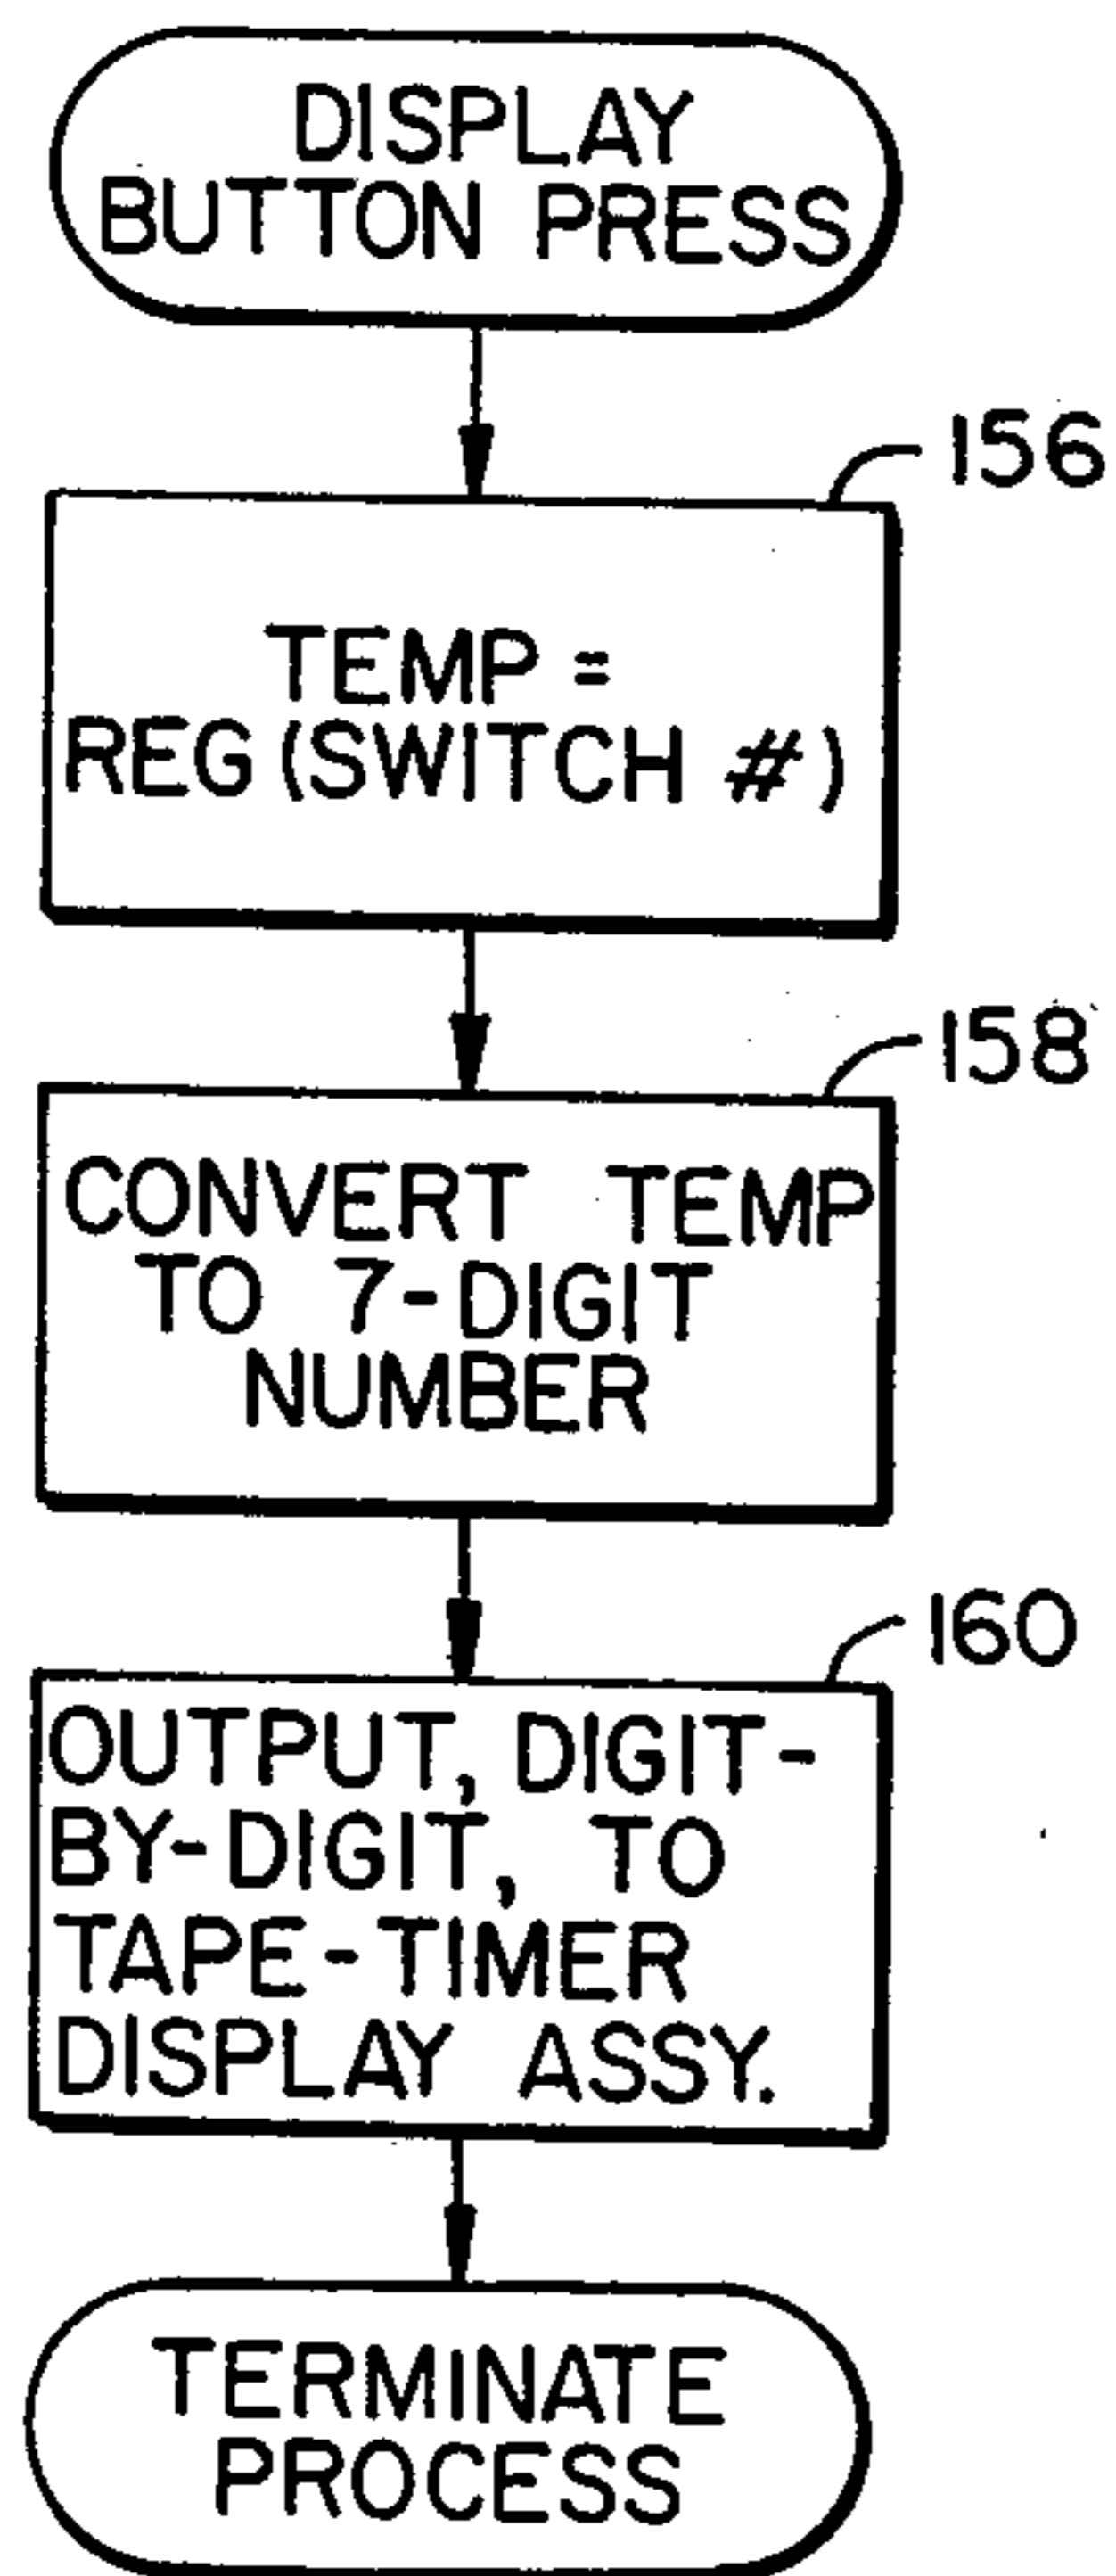 DISPLAY
BUTTON PRESS
156
TEMP =
REG (SWITCH #)
158
CONVERT TEMP
TO 7-DIGIT
NUMBER
160
OUTPUT, DIGIT-
BY-DIGIT, TO
TAPE-TIMER
DISPLAY ASSY.
TERMINATE
PROCESS